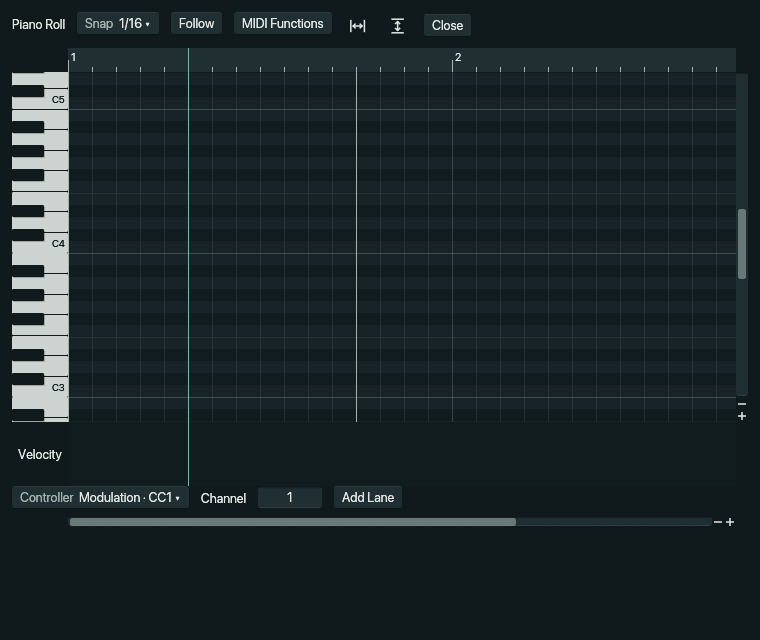 Piano Roll Snap 1/16 Follow MIDI Functions Close
1 2
C5
C4
C3
Velocity
Controller Modulation · CC1 Channel 1 Add Lane